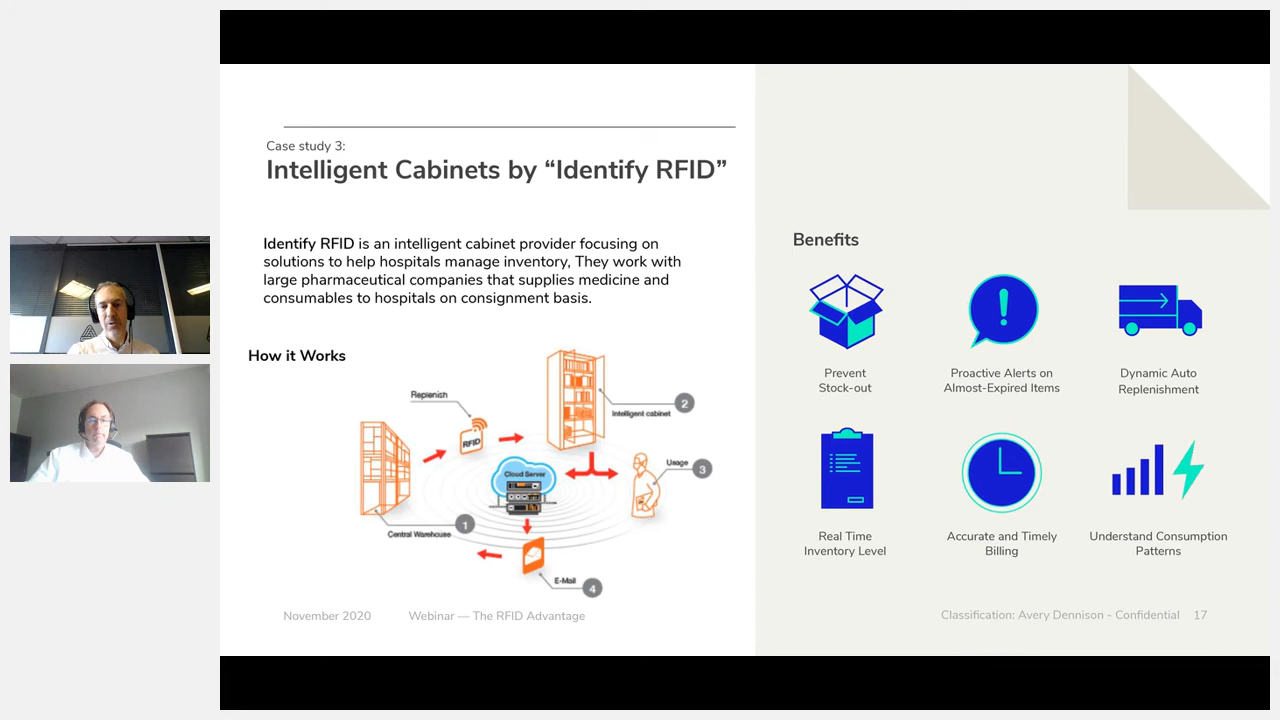 Case study 3:
Intelligent Cabinets by “Identify RFID”
Identify RFID is an intelligent cabinet provider focusing on
solutions to help hospitals manage inventory, They work with
large pharmaceutical companies that supplies medicine and
consumables to hospitals on consignment basis.
How it Works
Replenish
RFID
Intelligent cabinet
2
Cloud Server
Usage
3
1
Central Warehouse
E-Mail
4
November 2020
Webinar — The RFID Advantage
Benefits
Prevent
Stock-out
Proactive Alerts on
Almost-Expired Items
Dynamic Auto
Replenishment
Real Time
Inventory Level
Accurate and Timely
Billing
Understand Consumption
Patterns
Classification: Avery Dennison - Confidential
17